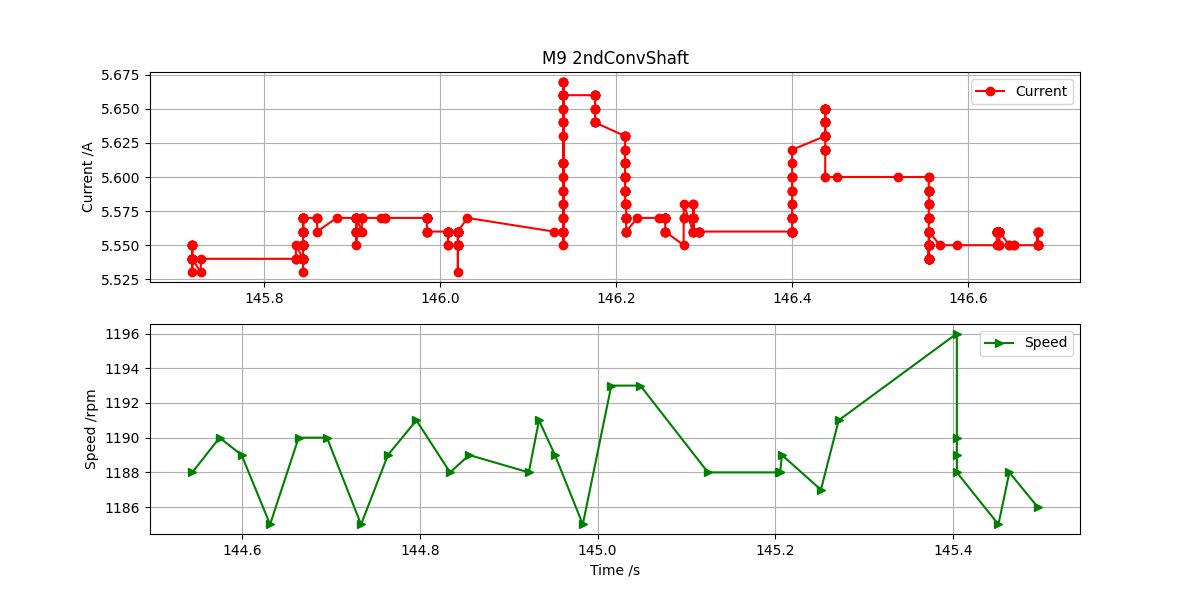 M9 2ndConvShaft
Current /A
5.675
5.650
5.625
5.600
5.575
5.550
5.525
Current
145.8 146.0 146.2 146.4 146.6
Speed /rpm
1196
1194
1192
1190
1188
1186
Speed
144.6 144.8 145.0 145.2 145.4
Time /s